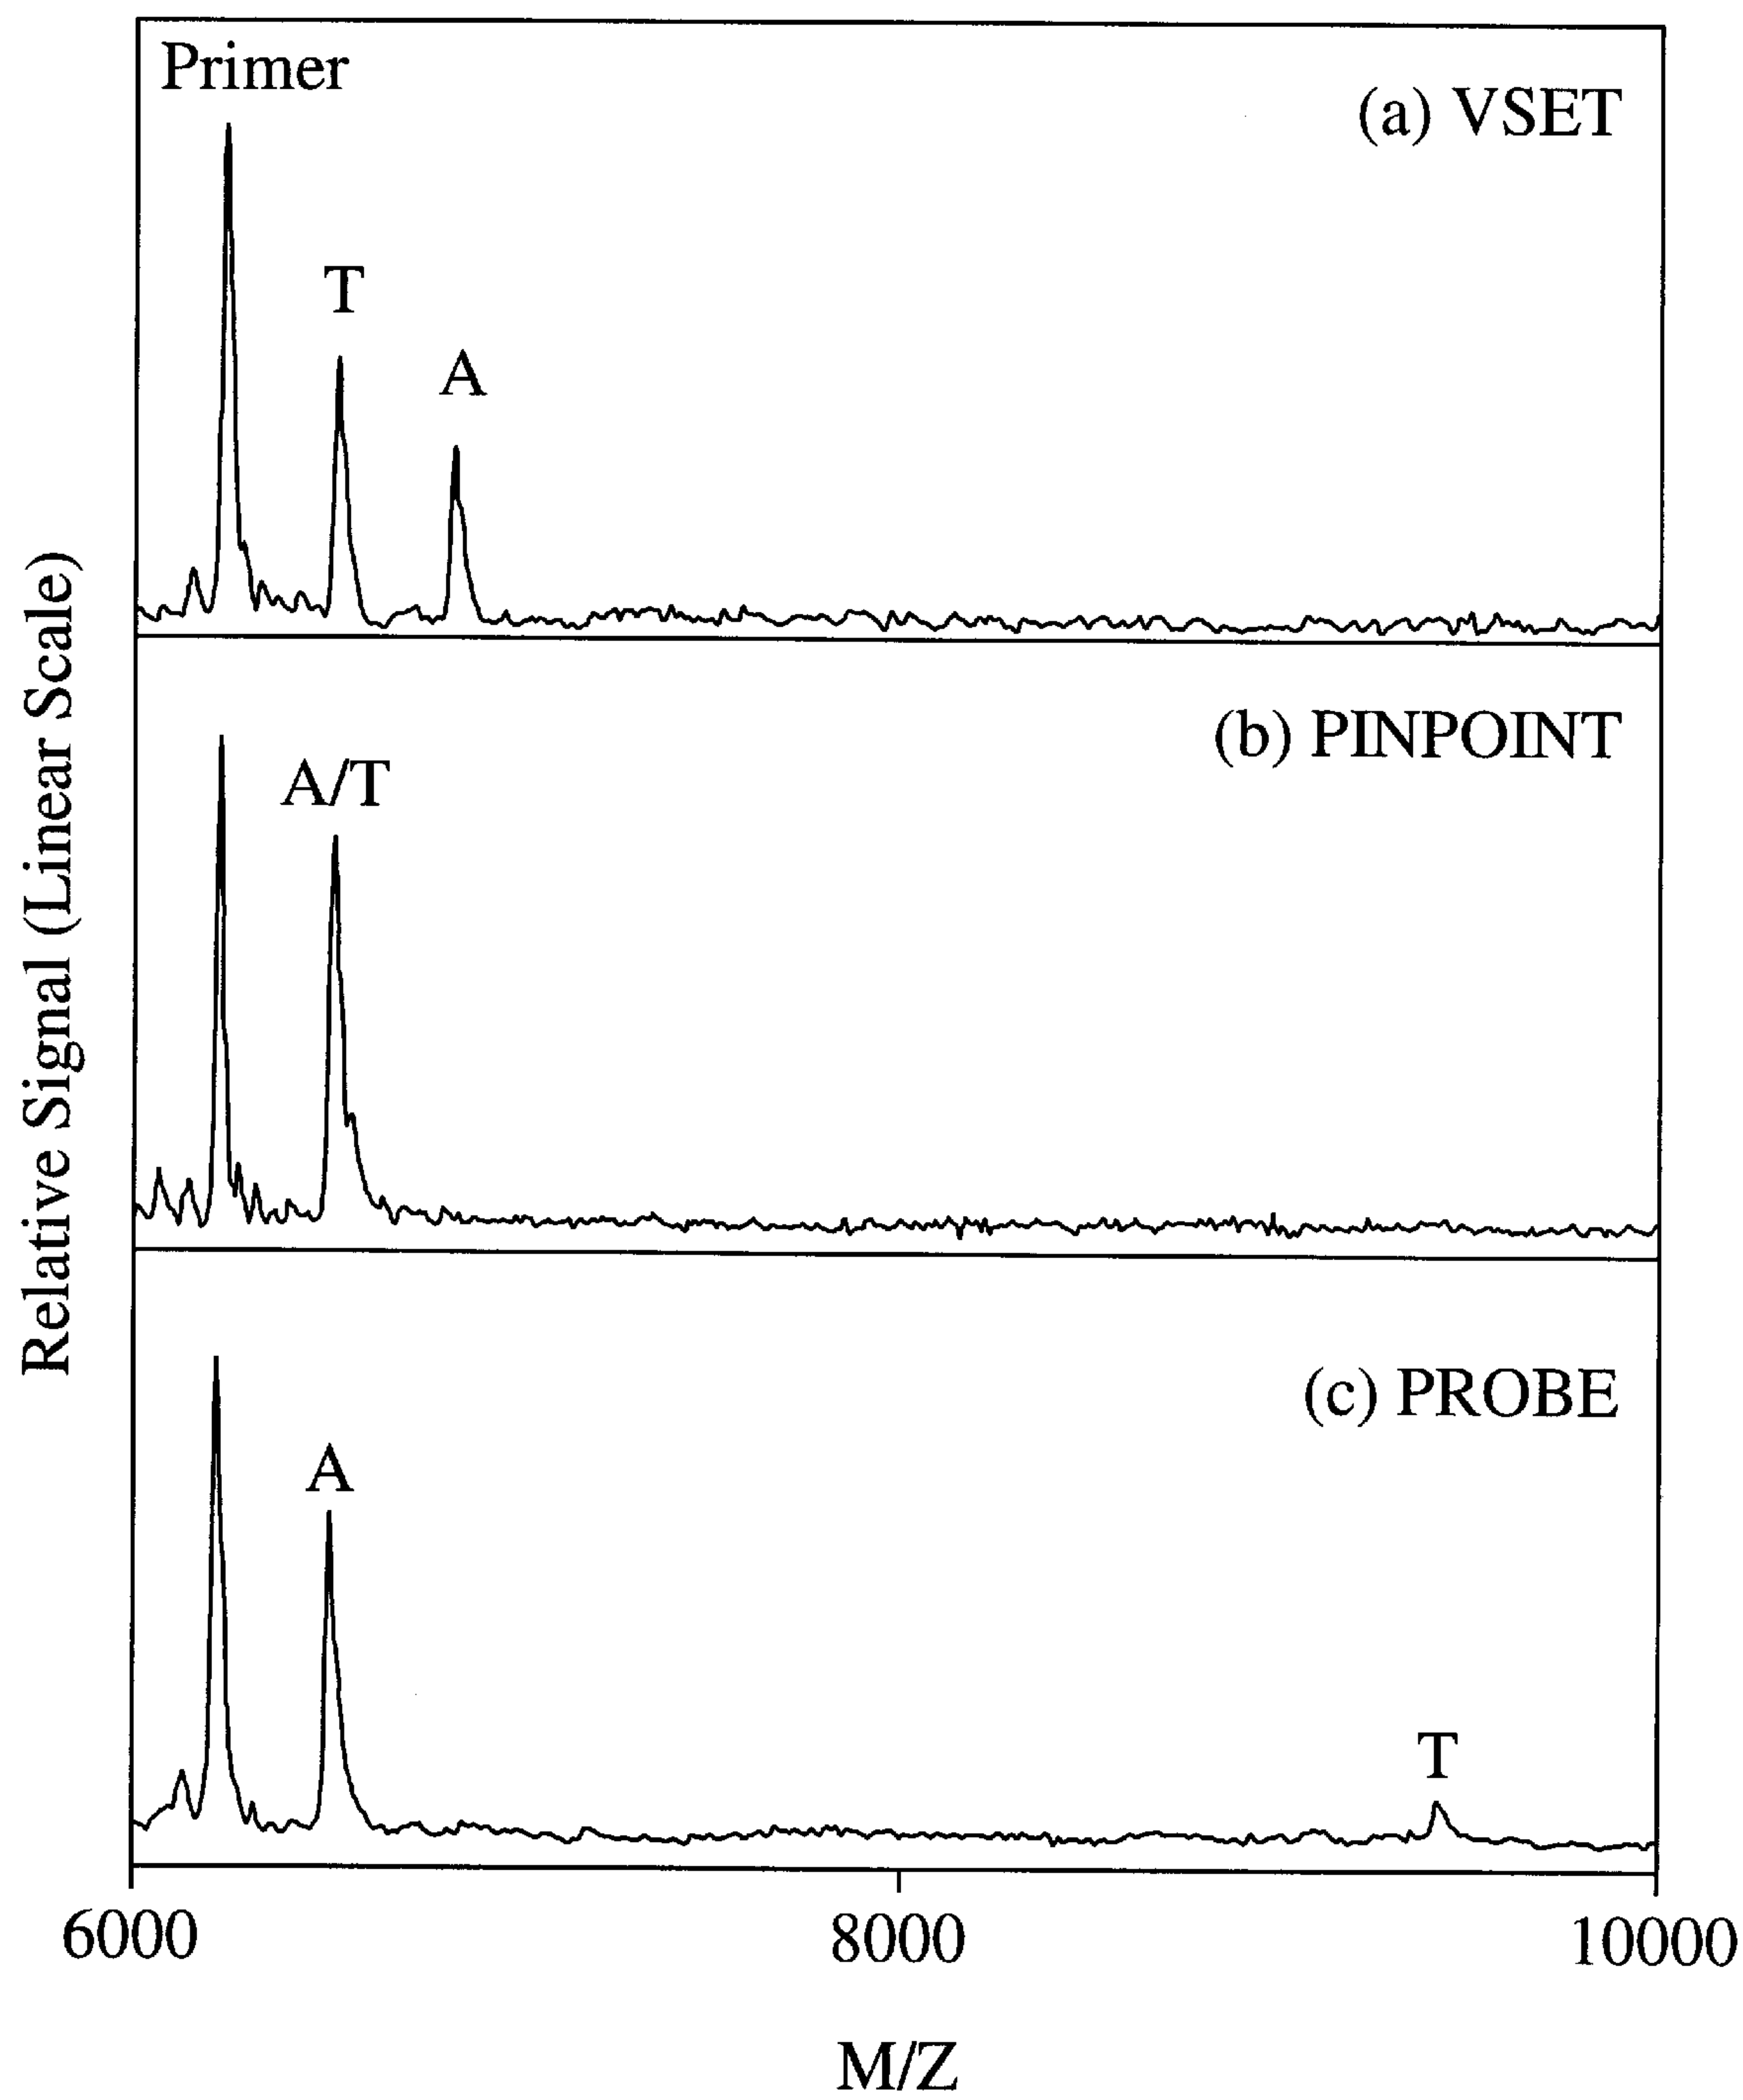 Primer
(a) VSET
T
A
(b) PINPOINT
A/T
(c) PROBE
A
T
Relative Signal (Linear Scale)
6000 8000 10000
M/Z